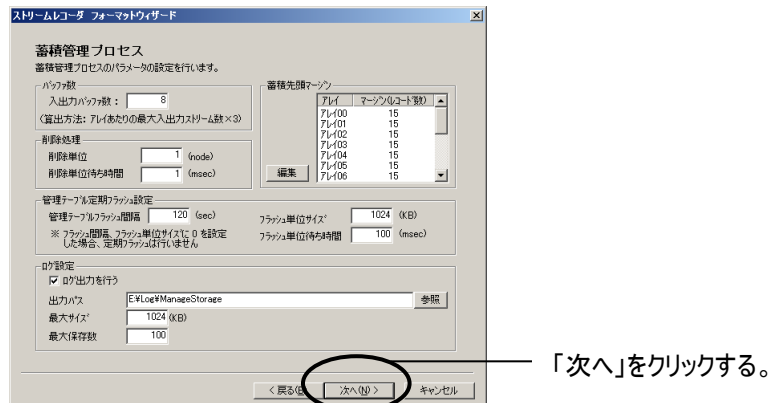 ストリームレコーダ フォーマットウィザード
蓄積管理プロセス
蓄積管理プロセスのパラメータの設定を行います。
バッファ数
入出力バッファ数： 8
(算出方法： アレイあたりの最大入出力ストリーム数×3)
削除処理
削除単位 1 (node)
削除単位待ち時間 1 (msec)
蓄積先頭マージン
アレイ マージン(レコード数)
アレイ00 15
アレイ01 15
アレイ02 15
アレイ03 15
アレイ04 15
アレイ05 15
アレイ06 15
編集
管理テーブル定期フラッシュ設定
管理テーブルフラッシュ間隔 120 (sec)
※ フラッシュ間隔、フラッシュ単位サイズに 0 を設定
した場合、定期フラッシュは行いません
フラッシュ単位サイズ 1024 (KB)
フラッシュ単位待ち時間 100 (msec)
ログ設定
ログ出力を行う
出力パス E:¥Log¥ManageStorage 参照
最大サイズ 1024 (KB)
最大保存数 100
< 戻る(B) 次へ(N) > キャンセル
「次へ」をクリックする。